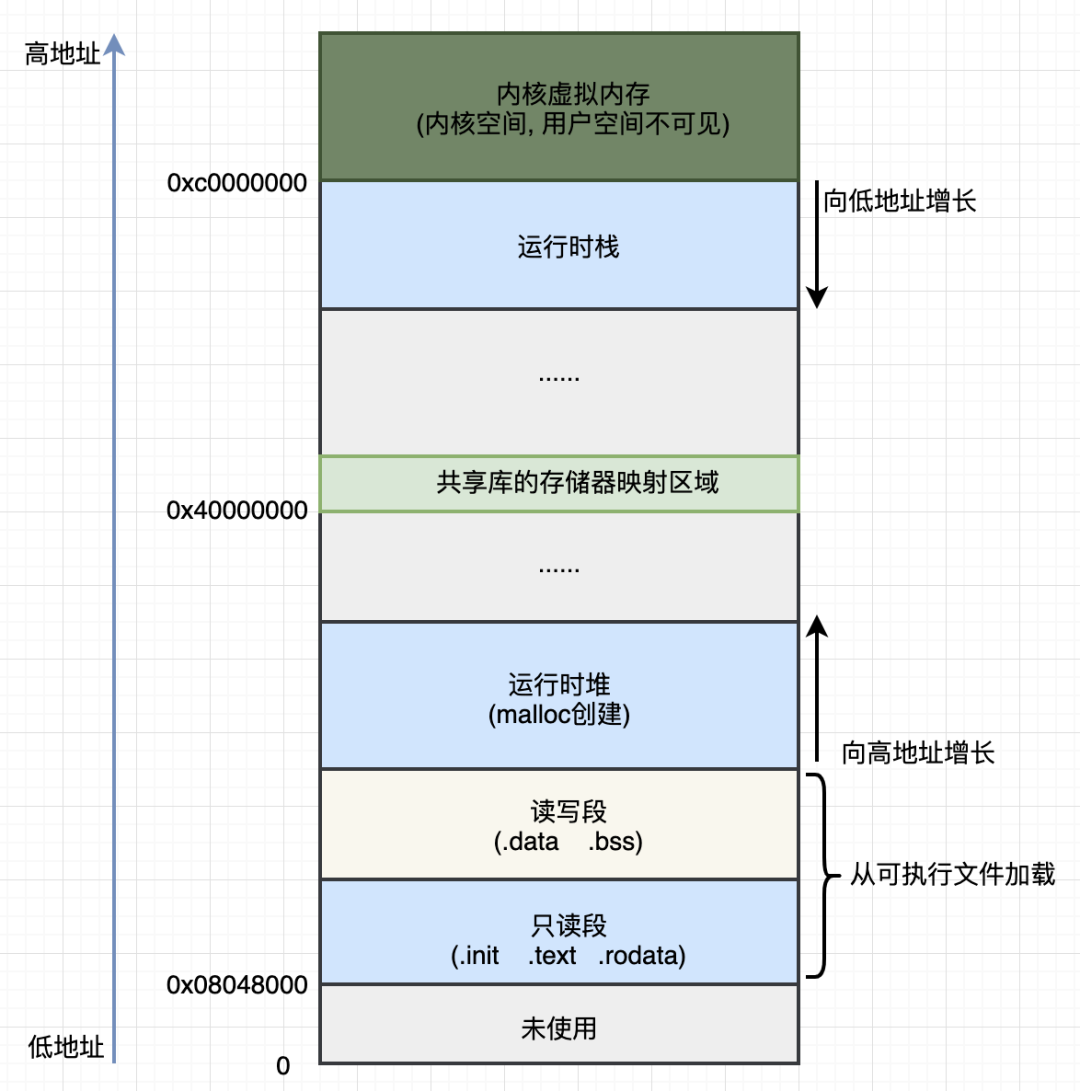 高地址
内核虚拟内存
(内核空间, 用户空间不可见)
0xc0000000
向低地址增长
运行时栈
......
共享库的存储器映射区域
0x40000000
......
运行时堆
(malloc创建)
向高地址增长
读写段
(.data .bss)
从可执行文件加载
只读段
(.init .text .rodata)
0x08048000
未使用
低地址
0